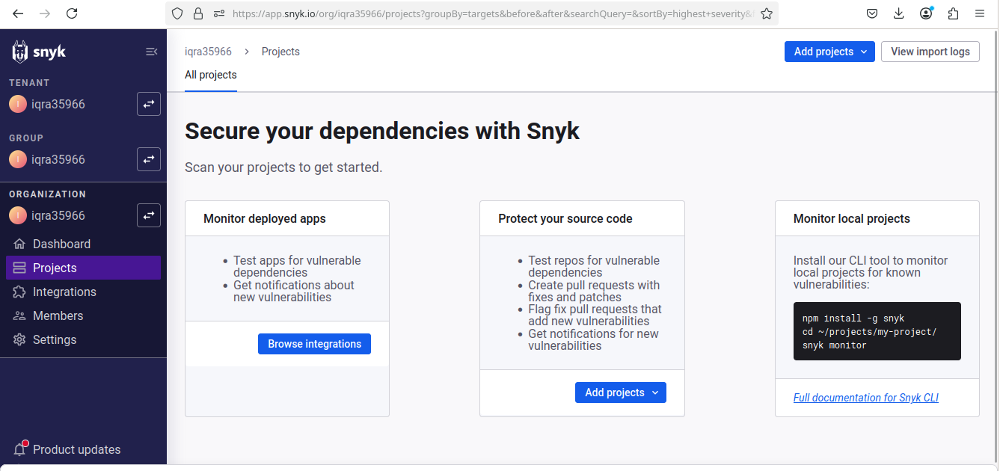 https://app.snyk.io/org/iqra35966/projects?groupBy=targets&before&after&searchQuery=&sortBy=highest+severity&
snyk
TENANT
I iqra35966
GROUP
I iqra35966
ORGANIZATION
I iqra35966
Dashboard
Projects
Integrations
Members
Settings
Product updates
iqra35966 > Projects
Add projects
View import logs
All projects
Secure your dependencies with Snyk
Scan your projects to get started.
Monitor deployed apps
• Test apps for vulnerable
dependencies
• Get notifications about
new vulnerabilities
Browse integrations
Protect your source code
• Test repos for vulnerable
dependencies
• Create pull requests with
fixes and patches
• Flag fix pull requests that
add new vulnerabilities
• Get notifications for new
vulnerabilities
Add projects
Monitor local projects
Install our CLI tool to monitor
local projects for known
vulnerabilities:
npm install -g snyk
cd ~/projects/my-project/
snyk monitor
Full documentation for Snyk CLI